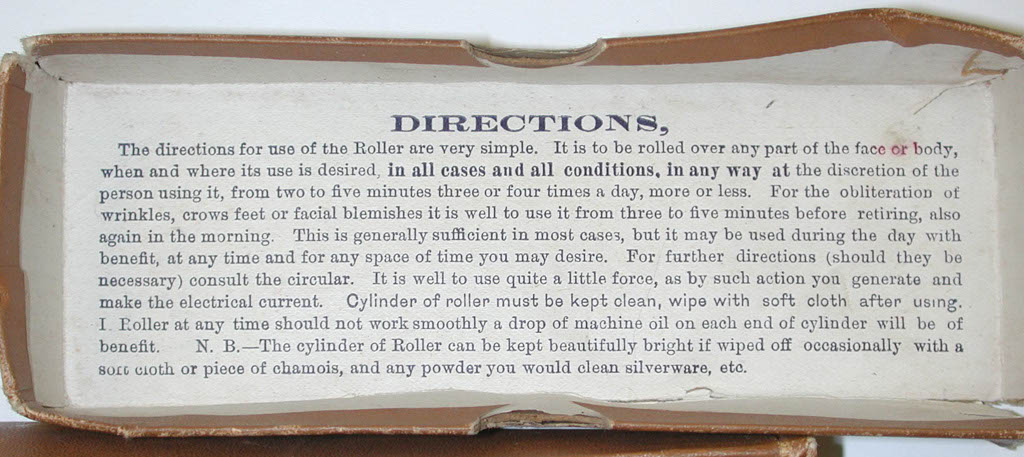 DIRECTIONS,
The directions for use of the Roller are very simple. It is to be rolled over any part of the face or body,
when and where its use is desired, in all cases and all conditions, in any way at the discretion of the
person using it, from two to five minutes three or four times a day, more or less. For the obliteration of
wrinkles, crows feet or facial blemishes it is well to use it from three to five minutes before retiring, also
again in the morning. This is generally sufficient in most cases, but it may be used during the day with
benefit, at any time and for any space of time you may desire. For further directions (should they be
necessary) consult the circular. It is well to use quite a little force, as by such action you generate and
make the electrical current. Cylinder of roller must be kept clean, wipe with soft cloth after using.
I Roller at any time should not work smoothly a drop of machine oil on each end of cylinder will be of
benefit. N. B.—The cylinder of Roller can be kept beautifully bright if wiped off occasionally with a
soft cloth or piece of chamois, and any powder you would clean silverware, etc.